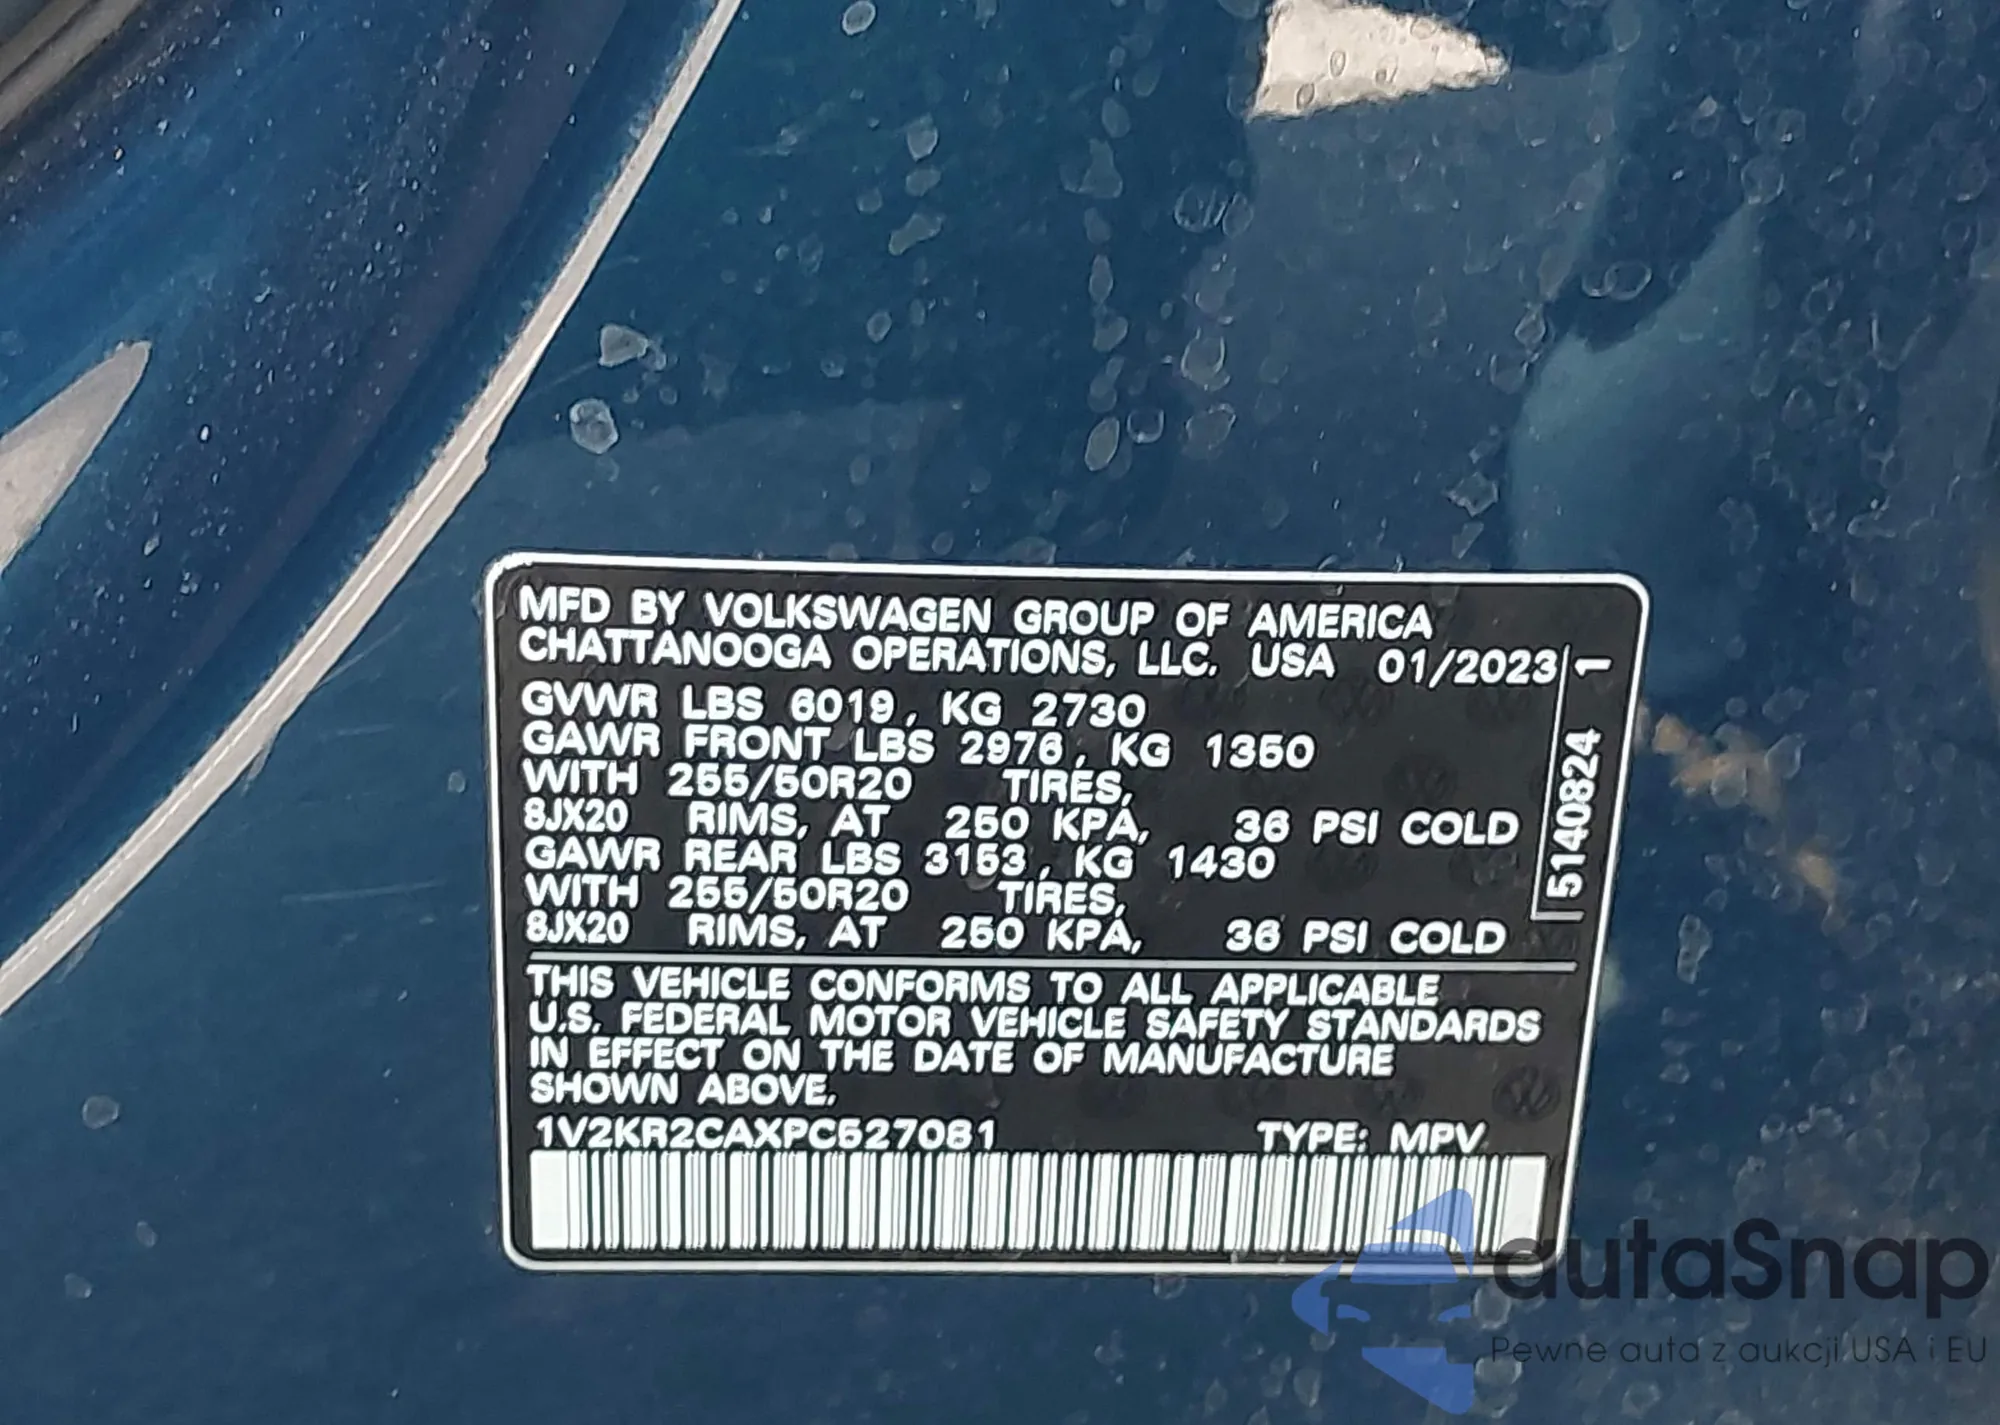 MFD BY VOLKSWAGEN GROUP OF AMERICA
CHATTANOOGA OPERATIONS, LLC. USA 01/2023
GVWR LBS 6019, KG 2730
GAWR FRONT LBS 2976, KG 1350
WITH 255/50R20 TIRES,
8JX20 RIMS, AT 250 KPA, 36 PSI COLD
GAWR REAR LBS 3153, KG 1430
WITH 255/50R20 TIRES,
8JX20 RIMS, AT 250 KPA, 36 PSI COLD
5140824 1
THIS VEHICLE CONFORMS TO ALL APPLICABLE
U.S. FEDERAL MOTOR VEHICLE SAFETY STANDARDS
IN EFFECT ON THE DATE OF MANUFACTURE
SHOWN ABOVE.
1V2KR2CAXPC527081 TYPE: MPV
autaSnap
Pewne auta z aukcji USA i EU